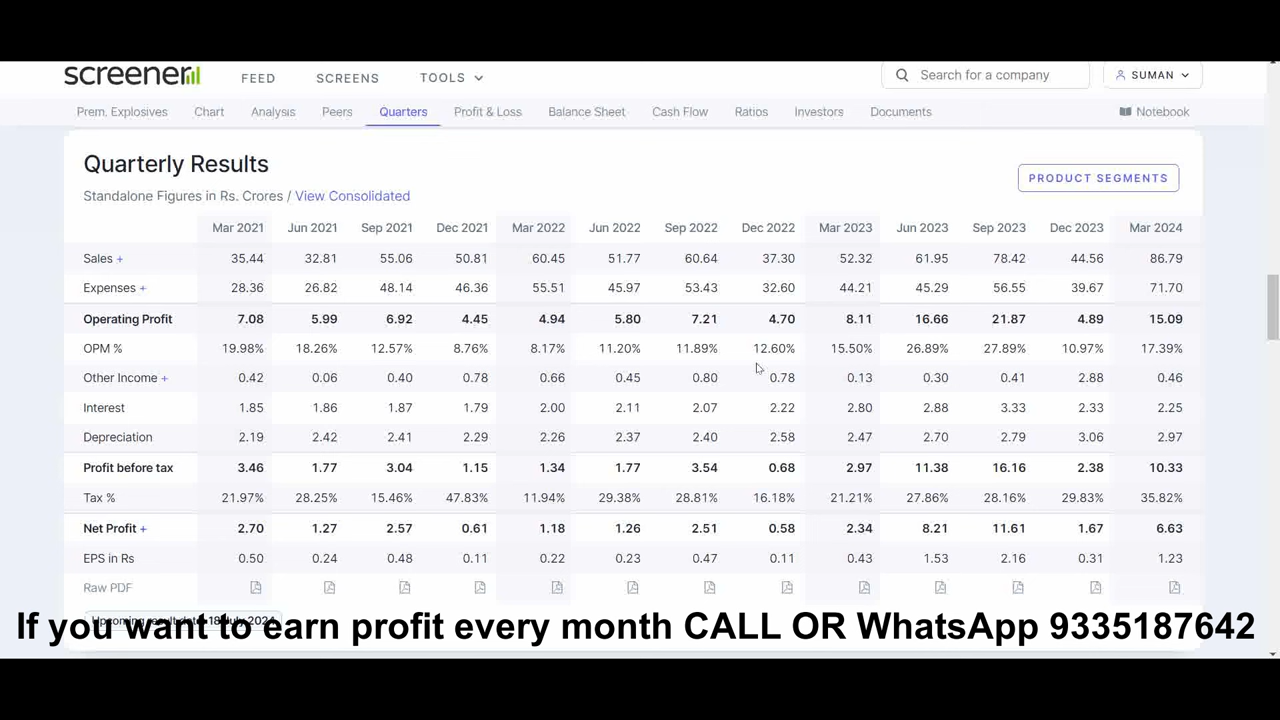 screener FEED SCREENS TOOLS Search for a company SUMAN
Prem. Explosives Chart Analysis Peers Quarters Profit & Loss Balance Sheet Cash Flow Ratios Investors Documents Notebook
Quarterly Results
PRODUCT SEGMENTS
Standalone Figures in Rs. Crores / View Consolidated
Mar 2021 Jun 2021 Sep 2021 Dec 2021 Mar 2022 Jun 2022 Sep 2022 Dec 2022 Mar 2023 Jun 2023 Sep 2023 Dec 2023 Mar 2024
Sales + 35.44 32.81 55.06 50.81 60.45 51.77 60.64 37.30 52.32 61.95 78.42 44.56 86.79
Expenses + 28.36 26.82 48.14 46.36 55.51 45.97 53.43 32.60 44.21 45.29 56.55 39.67 71.70
Operating Profit 7.08 5.99 6.92 4.45 4.94 5.80 7.21 4.70 8.11 16.66 21.87 4.89 15.09
OPM % 19.98% 18.26% 12.57% 8.76% 8.17% 11.20% 11.89% 12.60% 15.50% 26.89% 27.89% 10.97% 17.39%
Other Income + 0.42 0.06 0.40 0.78 0.66 0.45 0.80 0.78 0.13 0.30 0.41 2.88 0.46
Interest 1.85 1.86 1.87 1.79 2.00 2.11 2.07 2.22 2.80 2.88 3.33 2.33 2.25
Depreciation 2.19 2.42 2.41 2.29 2.26 2.37 2.40 2.58 2.47 2.70 2.79 3.06 2.97
Profit before tax 3.46 1.77 3.04 1.15 1.34 1.77 3.54 0.68 2.97 11.38 16.16 2.38 10.33
Tax % 21.97% 28.25% 15.46% 47.83% 11.94% 29.38% 28.81% 16.18% 21.21% 27.86% 28.16% 29.83% 35.82%
Net Profit + 2.70 1.27 2.57 0.61 1.18 1.26 2.51 0.58 2.34 8.21 11.61 1.67 6.63
EPS in Rs 0.50 0.24 0.48 0.11 0.22 0.23 0.47 0.11 0.43 1.53 2.16 0.31 1.23
Raw PDF
Upcoming result date: 18 July 2024
If you want to earn profit every month CALL OR WhatsApp 9335187642